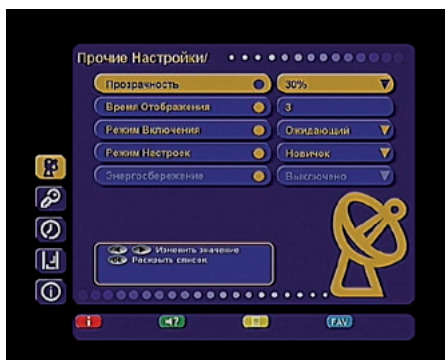 Прочие Настройки/
Прозрачность 30%
Время Отображения 3
Режим Включения Ожидающий
Режим Настроек Новичок
Энергосбережение Выключено
Изменить значение
OK Раскрыть список
i ? FAV